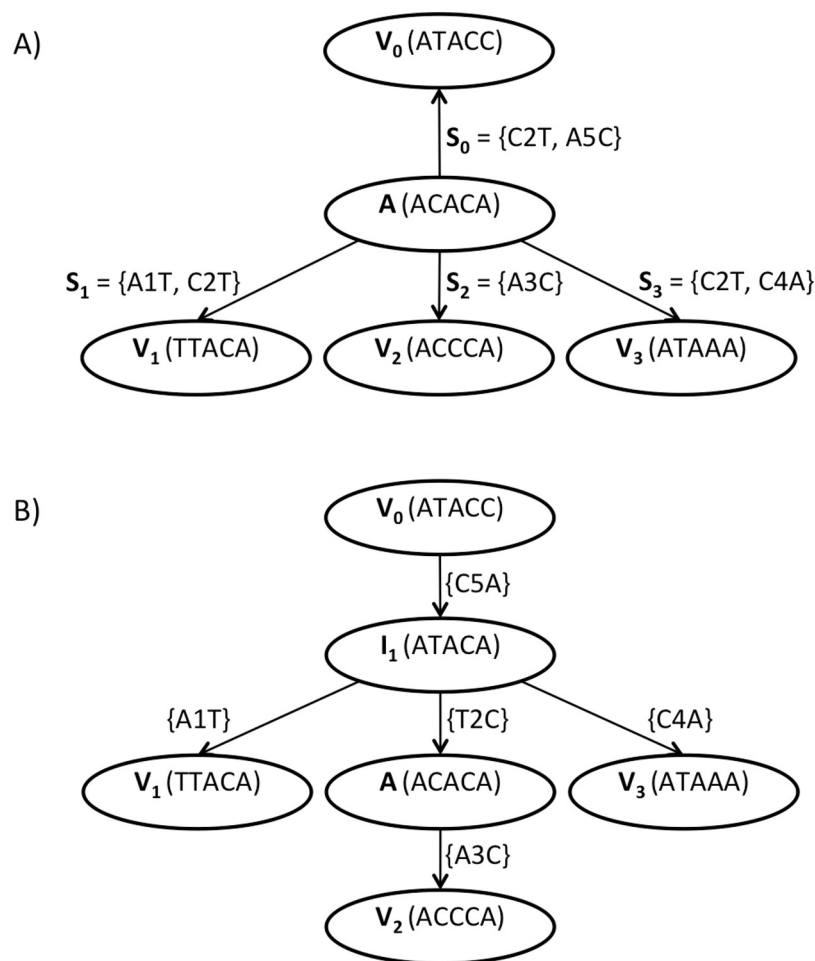 A)
V₀ (ATACC)
S₀ = {C2T, A5C}
A (ACACA)
S₁ = {A1T, C2T}
S₂ = {A3C}
S₃ = {C2T, C4A}
V₁ (TTACA)
V₂ (ACCCA)
V₃ (ATAAA)
B)
V₀ (ATACC)
{C5A}
I₁ (ATACA)
{A1T}
{T2C}
{C4A}
V₁ (TTACA)
A (ACACA)
V₃ (ATAAA)
{A3C}
V₂ (ACCCA)